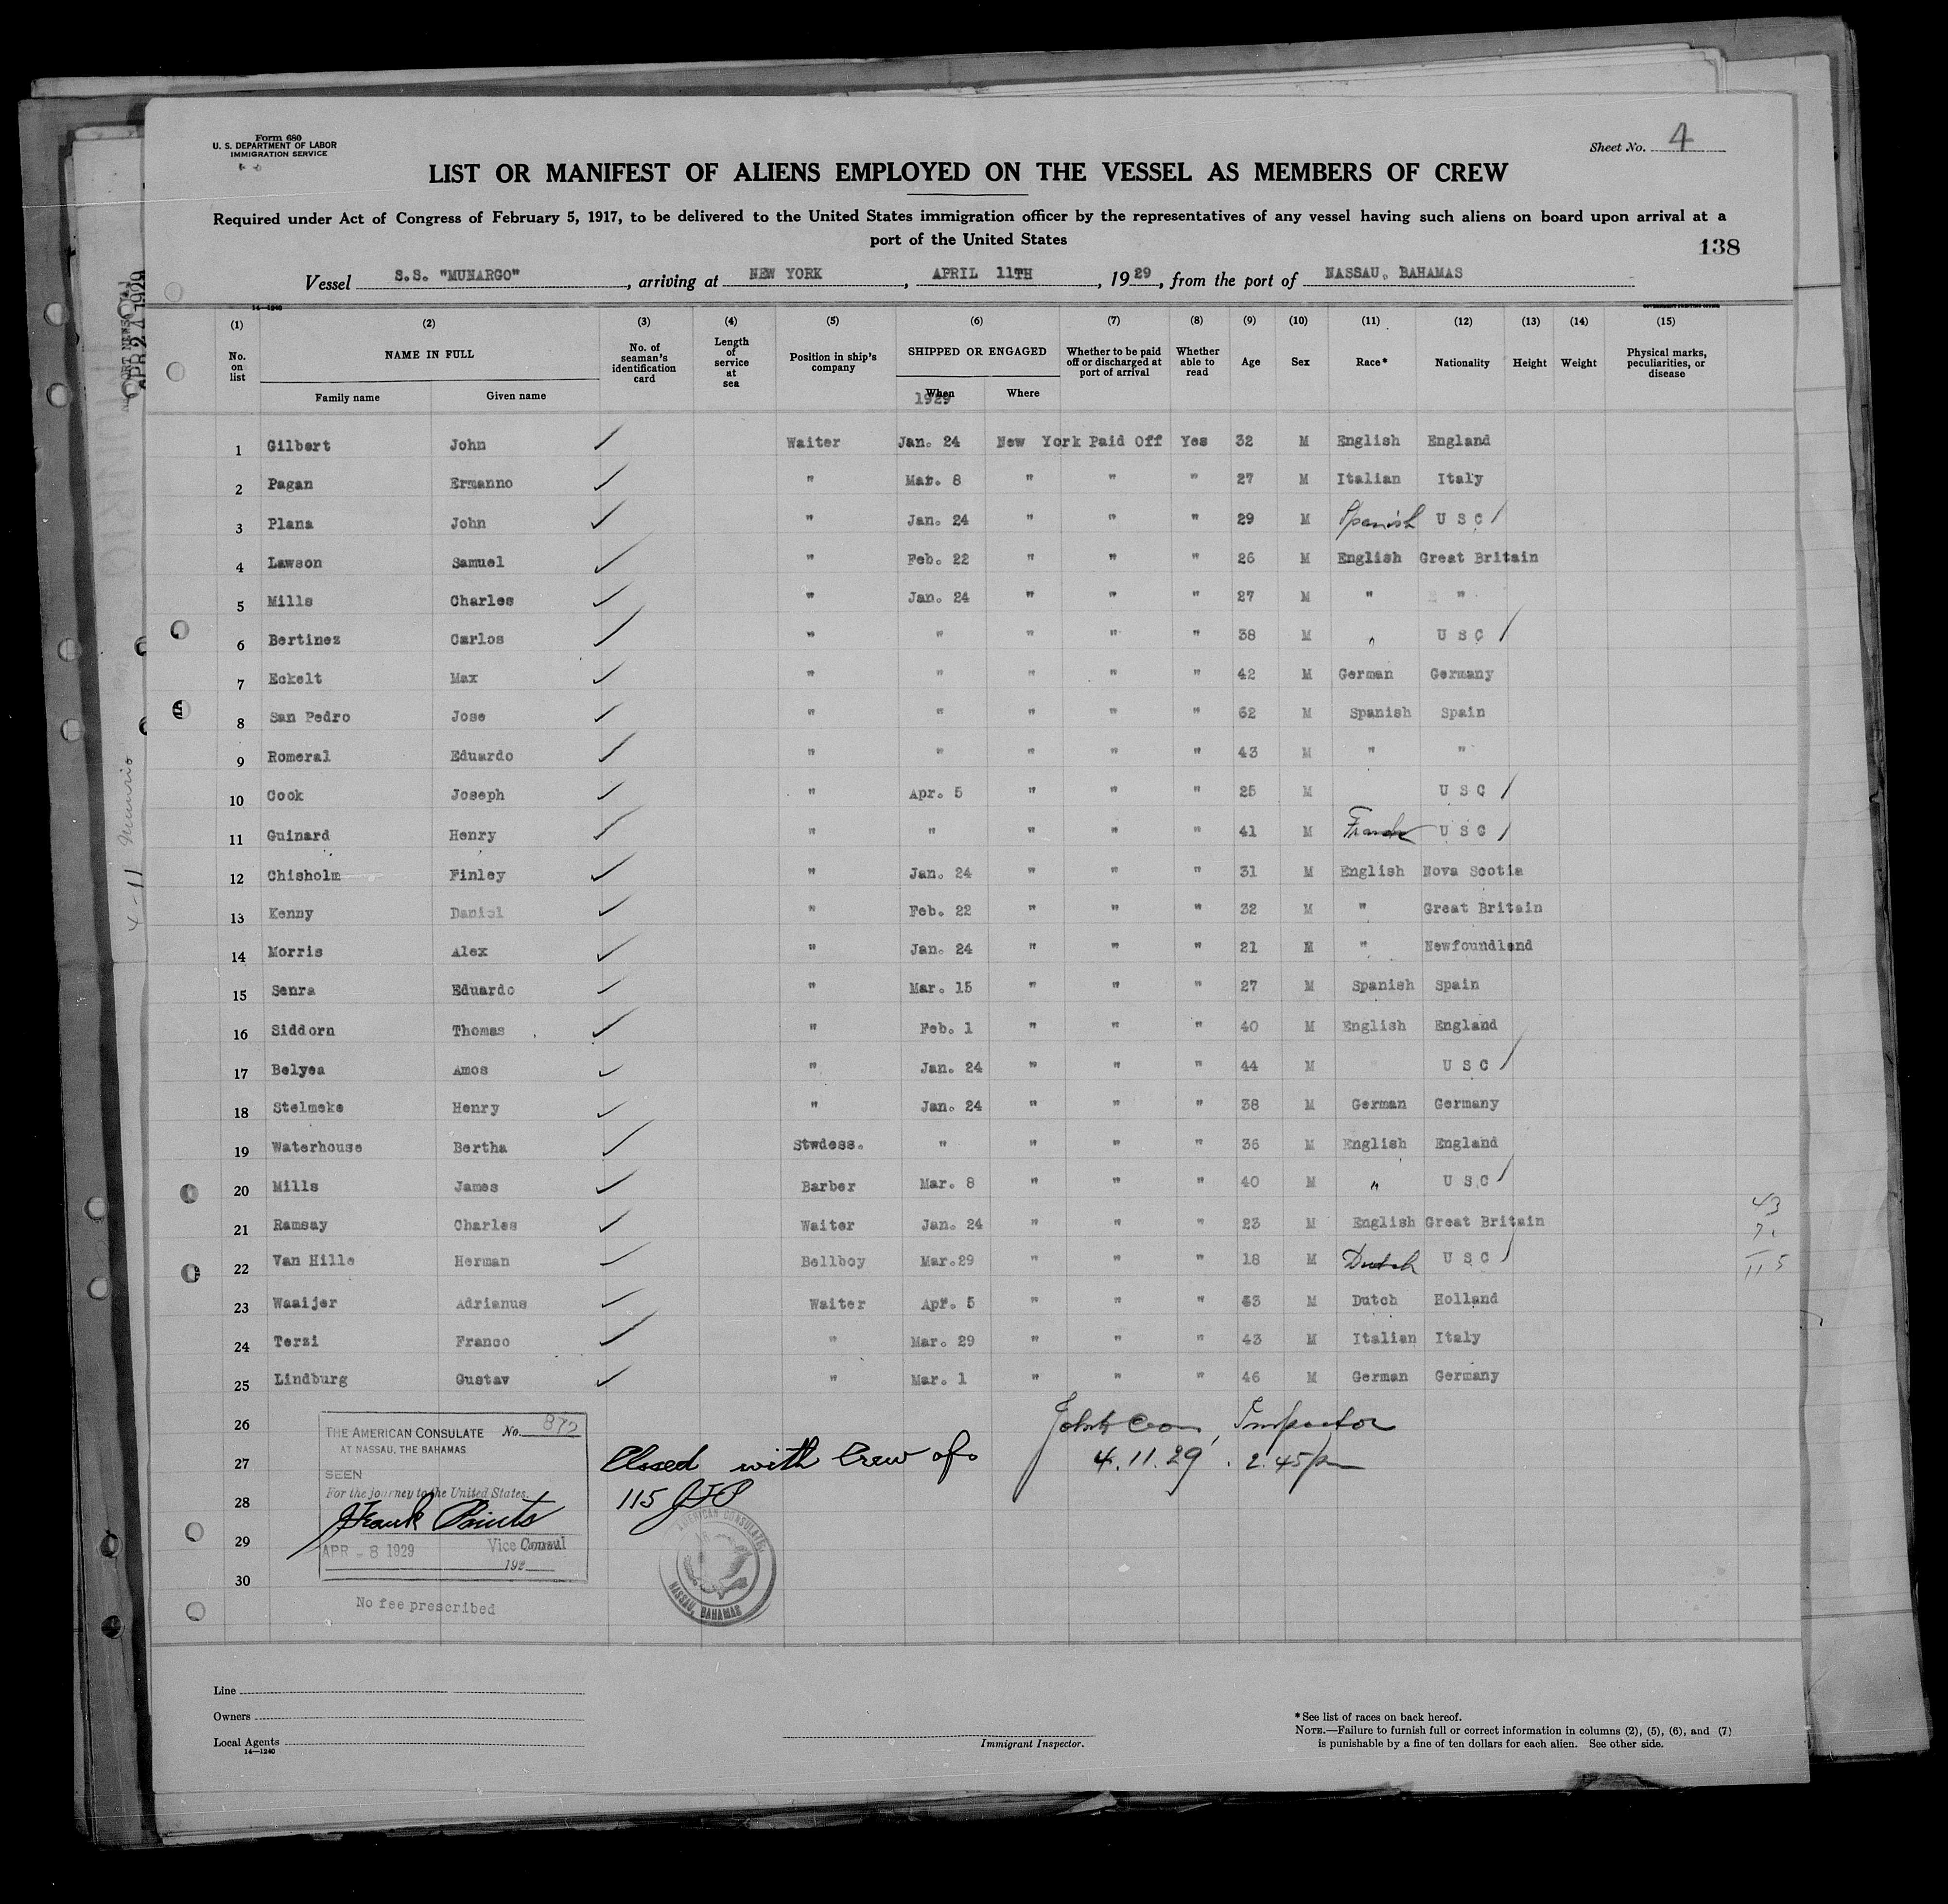 Form 680
U. S. DEPARTMENT OF LABOR
IMMIGRATION SERVICE
Sheet No. 4
LIST OR MANIFEST OF ALIENS EMPLOYED ON THE VESSEL AS MEMBERS OF CREW
Required under Act of Congress of February 5, 1917, to be delivered to the United States immigration officer by the representatives of any vessel having such aliens on board upon arrival at a
port of the United States
138
Vessel S.S. "MUNARGO", arriving at NEW YORK, APRIL 11TH, 1929, from the port of NASSAU, BAHAMAS
14—1240
(1) (2) (3) (4) (5) (6) (7) (8) (9) (10) (11) (12) (13) (14) (15)
No. on list NAME IN FULL No. of seaman's identification card Length of service at sea Position in ship's company SHIPPED OR ENGAGED Whether to be paid off or discharged at port of arrival Whether able to read Age Sex Race* Nationality Height Weight Physical marks, peculiarities, or disease
Family name Given name When Where
1929
1 Gilbert John Waiter Jan. 24 New York Paid Off Yes 32 M English England
2 Pagan Ermanno " Mar. 8 " " " 27 M Italian Italy
3 Plana John " Jan. 24 " " " 29 M Spanish U S C
4 Lawson Samuel " Feb. 22 " " " 26 M English Great Britain
5 Mills Charles " Jan. 24 " " " 27 M " "
6 Bertinez Carlos " " " " " 38 M " U S C
7 Eckelt Max " " " " " 42 M German Germany
8 San Pedro Jose " " " " " 62 M Spanish Spain
9 Romeral Eduardo " " " " " 43 M " "
10 Cook Joseph " Apr. 5 " " " 25 M U S C
11 Guinard Henry " " " " " 41 M French U S C
12 Chisholm Finley " Jan. 24 " " " 31 M English Nova Scotia
13 Kenny Daniel " Feb. 22 " " " 32 M " Great Britain
14 Morris Alex " Jan. 24 " " " 21 M " Newfoundland
15 Senra Eduardo " Mar. 15 " " " 27 M Spanish Spain
16 Siddorn Thomas " Feb. 1 " " " 40 M English England
17 Belyea Amos " Jan. 24 " " " 44 M U S C
18 Stelmeke Henry " Jan. 24 " " " 38 M German Germany
19 Waterhouse Bertha Stwdess. " " " " 36 M English England
20 Mills James Barber Mar. 8 " " " 40 M " U S C
21 Ramsay Charles Waiter Jan. 24 " " " 23 M English Great Britain
22 Van Hille Herman Bellboy Mar.29 " " " 18 M Dutch U S C
23 Waaijer Adrianus Waiter Apr. 5 " " " M Dutch Holland
24 Terzi Franco " Mar. 29 " " " 43 M Italian Italy
25 Lindburg Gustav " Mar. 1 " " " 46 M German Germany
26
27
28
29
30
43
115
THE AMERICAN CONSULATE No. 872
AT NASSAU, THE BAHAMAS
SEEN
For the journey to the United States.
Frank
APR - 8 1929 Vice Consul
192
No fee prescribed
Closed with Crew of
115
Inspector
4.11.29. 2.45 pm
AMERICAN CONSULATE,
NASSAU, BAHAMAS
APR 24 1929
4-11
Line
Owners
Local Agents
14—1240
Immigrant Inspector.
*See list of races on back hereof.
NOTE.—Failure to furnish full or correct information in columns (2), (5), (6), and (7)
is punishable by a fine of ten dollars for each alien. See other side.